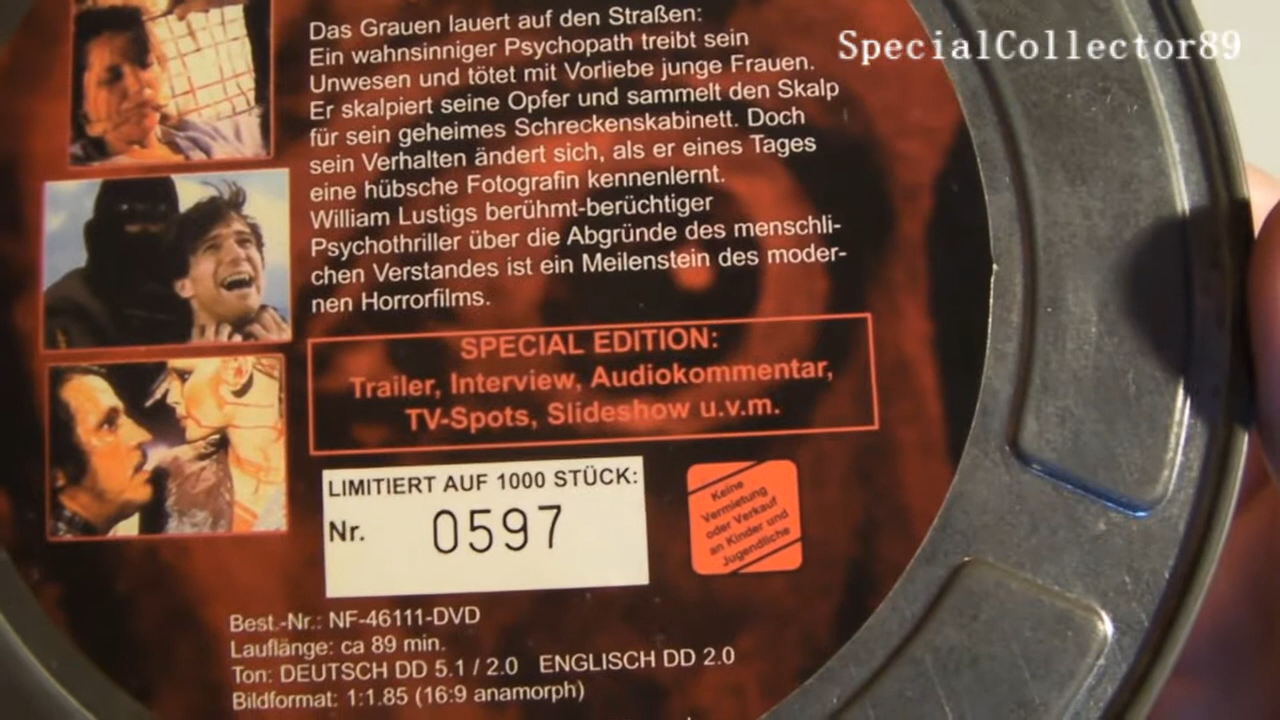 SpecialCollector89
Das Grauen lauert auf den Straßen:
Ein wahnsinniger Psychopath treibt sein
Unwesen und tötet mit Vorliebe junge Frauen.
Er skalpiert seine Opfer und sammelt den Skalp
für sein geheimes Schreckenskabinett. Doch
sein Verhalten ändert sich, als er eines Tages
eine hübsche Fotografin kennenlernt.
William Lustigs berühmt-berüchtiger
Psychothriller über die Abgründe des menschli-
chen Verstandes ist ein Meilenstein des moder-
nen Horrorfilms.
SPECIAL EDITION:
Trailer, Interview, Audiokommentar,
TV-Spots, Slideshow u.v.m.
LIMITIERT AUF 1000 STÜCK:
Nr. 0597
Keine
Vermietung
oder Verkauf
an Kinder und
Jugendliche
Best.-Nr.: NF-46111-DVD
Lauflänge: ca 89 min.
Ton: DEUTSCH DD 5.1 / 2.0 ENGLISCH DD 2.0
Bildformat: 1:1.85 (16:9 anamorph)